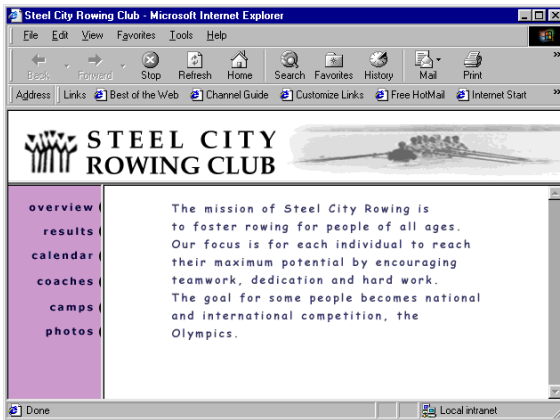 Steel City Rowing Club - Microsoft Internet Explorer
File Edit View Favorites Tools Help
Back Forward Stop Refresh Home Search Favorites History Mail Print
Address Links Best of the Web Channel Guide Customize Links Free HotMail Internet Start
STEEL CITY
ROWING CLUB
overview
results
calendar
coaches
camps
photos
The mission of Steel City Rowing is
to foster rowing for people of all ages.
Our focus is for each individual to reach
their maximum potential by encouraging
teamwork, dedication and hard work.
The goal for some people becomes national
and international competition, the
Olympics.
Done Local intranet